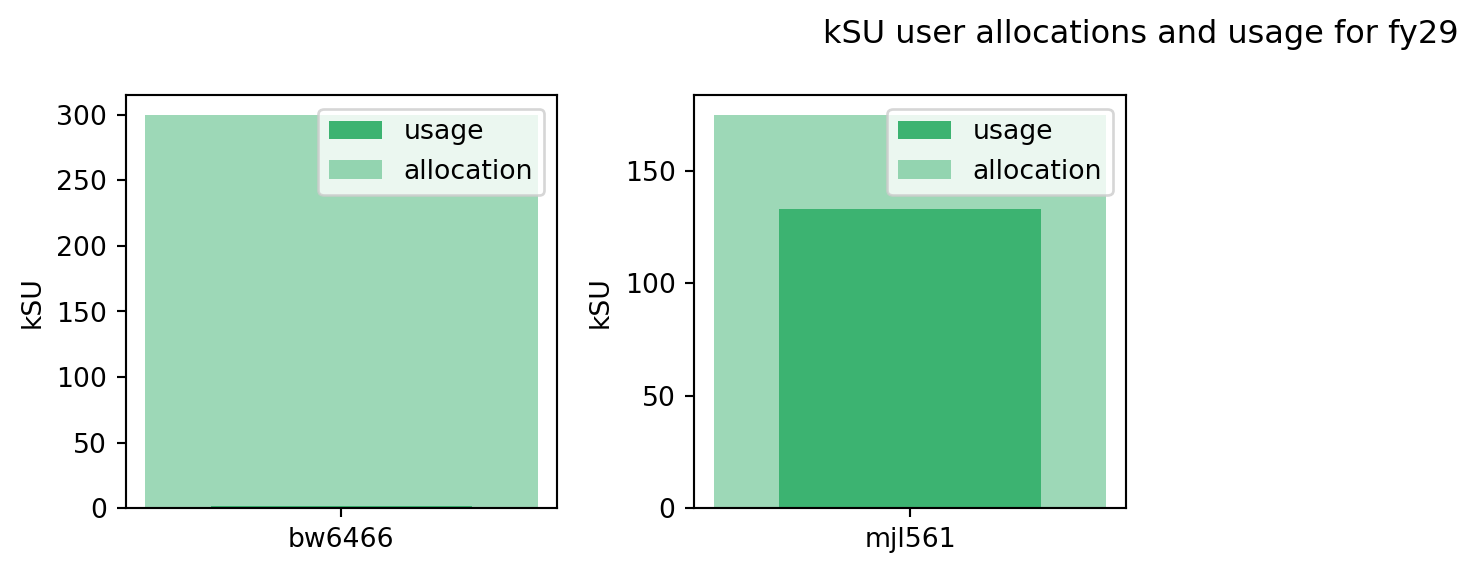 kSU user allocations and usage for fy29
300
250
200
150
100
50
0
kSU
usage
allocation
bw6466
150
100
50
0
kSU
usage
allocation
mjl561